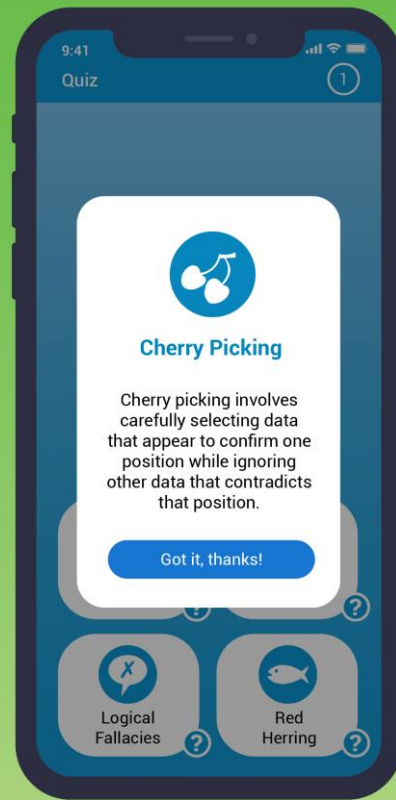 9:41
Quiz
1
Cherry Picking
Cherry picking involves
carefully selecting data
that appear to confirm one
position while ignoring
other data that contradicts
that position.
Got it, thanks!
?
?
Logical
Fallacies
?
Red
Herring
?